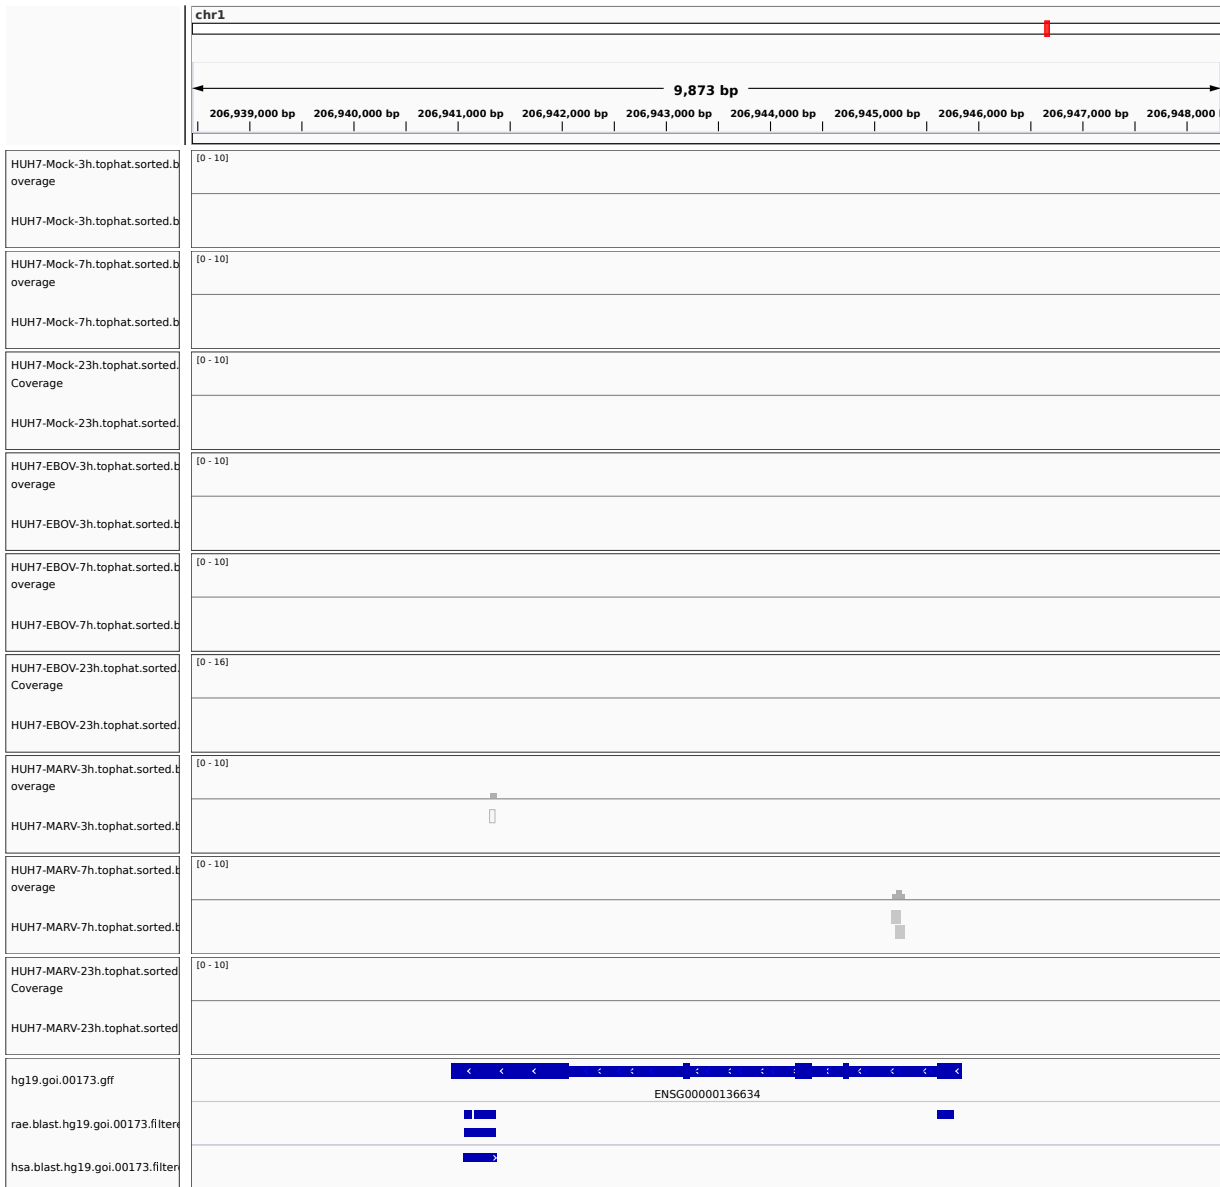 chr1
9,873 bp
206,939,000 bp 206,940,000 bp 206,941,000 bp 206,942,000 bp 206,943,000 bp 206,944,000 bp 206,945,000 bp 206,946,000 bp 206,947,000 bp 206,948,000
HUH7-Mock-3h.tophat.sorted.b
overage
[0 - 10]
HUH7-Mock-3h.tophat.sorted.b
HUH7-Mock-7h.tophat.sorted.b
overage
[0 - 10]
HUH7-Mock-7h.tophat.sorted.b
HUH7-Mock-23h.tophat.sorted.
Coverage
[0 - 10]
HUH7-Mock-23h.tophat.sorted.
HUH7-EBOV-3h.tophat.sorted.b
overage
[0 - 10]
HUH7-EBOV-3h.tophat.sorted.b
HUH7-EBOV-7h.tophat.sorted.b
overage
[0 - 10]
HUH7-EBOV-7h.tophat.sorted.b
HUH7-EBOV-23h.tophat.sorted.
Coverage
[0 - 16]
HUH7-EBOV-23h.tophat.sorted.
HUH7-MARV-3h.tophat.sorted.b
overage
[0 - 10]
HUH7-MARV-3h.tophat.sorted.b
HUH7-MARV-7h.tophat.sorted.b
overage
[0 - 10]
HUH7-MARV-7h.tophat.sorted.b
HUH7-MARV-23h.tophat.sorted
Coverage
[0 - 10]
HUH7-MARV-23h.tophat.sorted
hg19.goi.00173.gff
ENSG00000136634
rae.blast.hg19.goi.00173.filtere
hsa.blast.hg19.goi.00173.filter